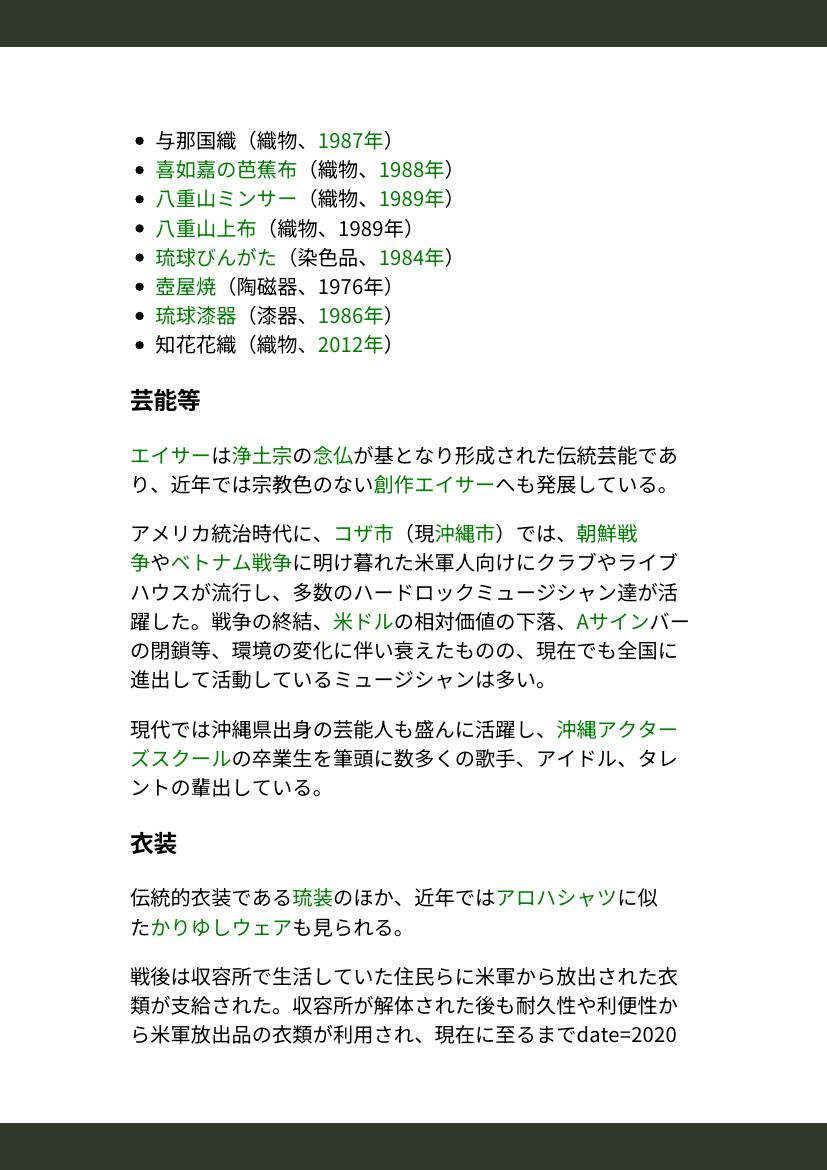 • 与那国織（織物、1987年）
• 喜如嘉の芭蕉布（織物、1988年）
• 八重山ミンサー（織物、1989年）
• 八重山上布（織物、1989年）
• 琉球びんがた（染色品、1984年）
• 壺屋焼（陶磁器、1976年）
• 琉球漆器（漆器、1986年）
• 知花花織（織物、2012年）
芸能等
エイサーは浄土宗の念仏が基となり形成された伝統芸能であ
り、近年では宗教色のない創作エイサーへも発展している。
アメリカ統治時代に、コザ市（現沖縄市）では、朝鮮戦
争やベトナム戦争に明け暮れた米軍人向けにクラブやライブ
ハウスが流行し、多数のハードロックミュージシャン達が活
躍した。戦争の終結、米ドルの相対価値の下落、Aサインバー
の閉鎖等、環境の変化に伴い衰えたものの、現在でも全国に
進出して活動しているミュージシャンは多い。
現代では沖縄県出身の芸能人も盛んに活躍し、沖縄アクター
ズスクールの卒業生を筆頭に数多くの歌手、アイドル、タレ
ントの輩出している。
衣装
伝統的衣装である琉装のほか、近年ではアロハシャツに似
たかりゆしウェアも見られる。
戦後は収容所で生活していた住民らに米軍から放出された衣
類が支給された。収容所が解体された後も耐久性や利便性か
ら米軍放出品の衣類が利用され、現在に至るまでdate=2020